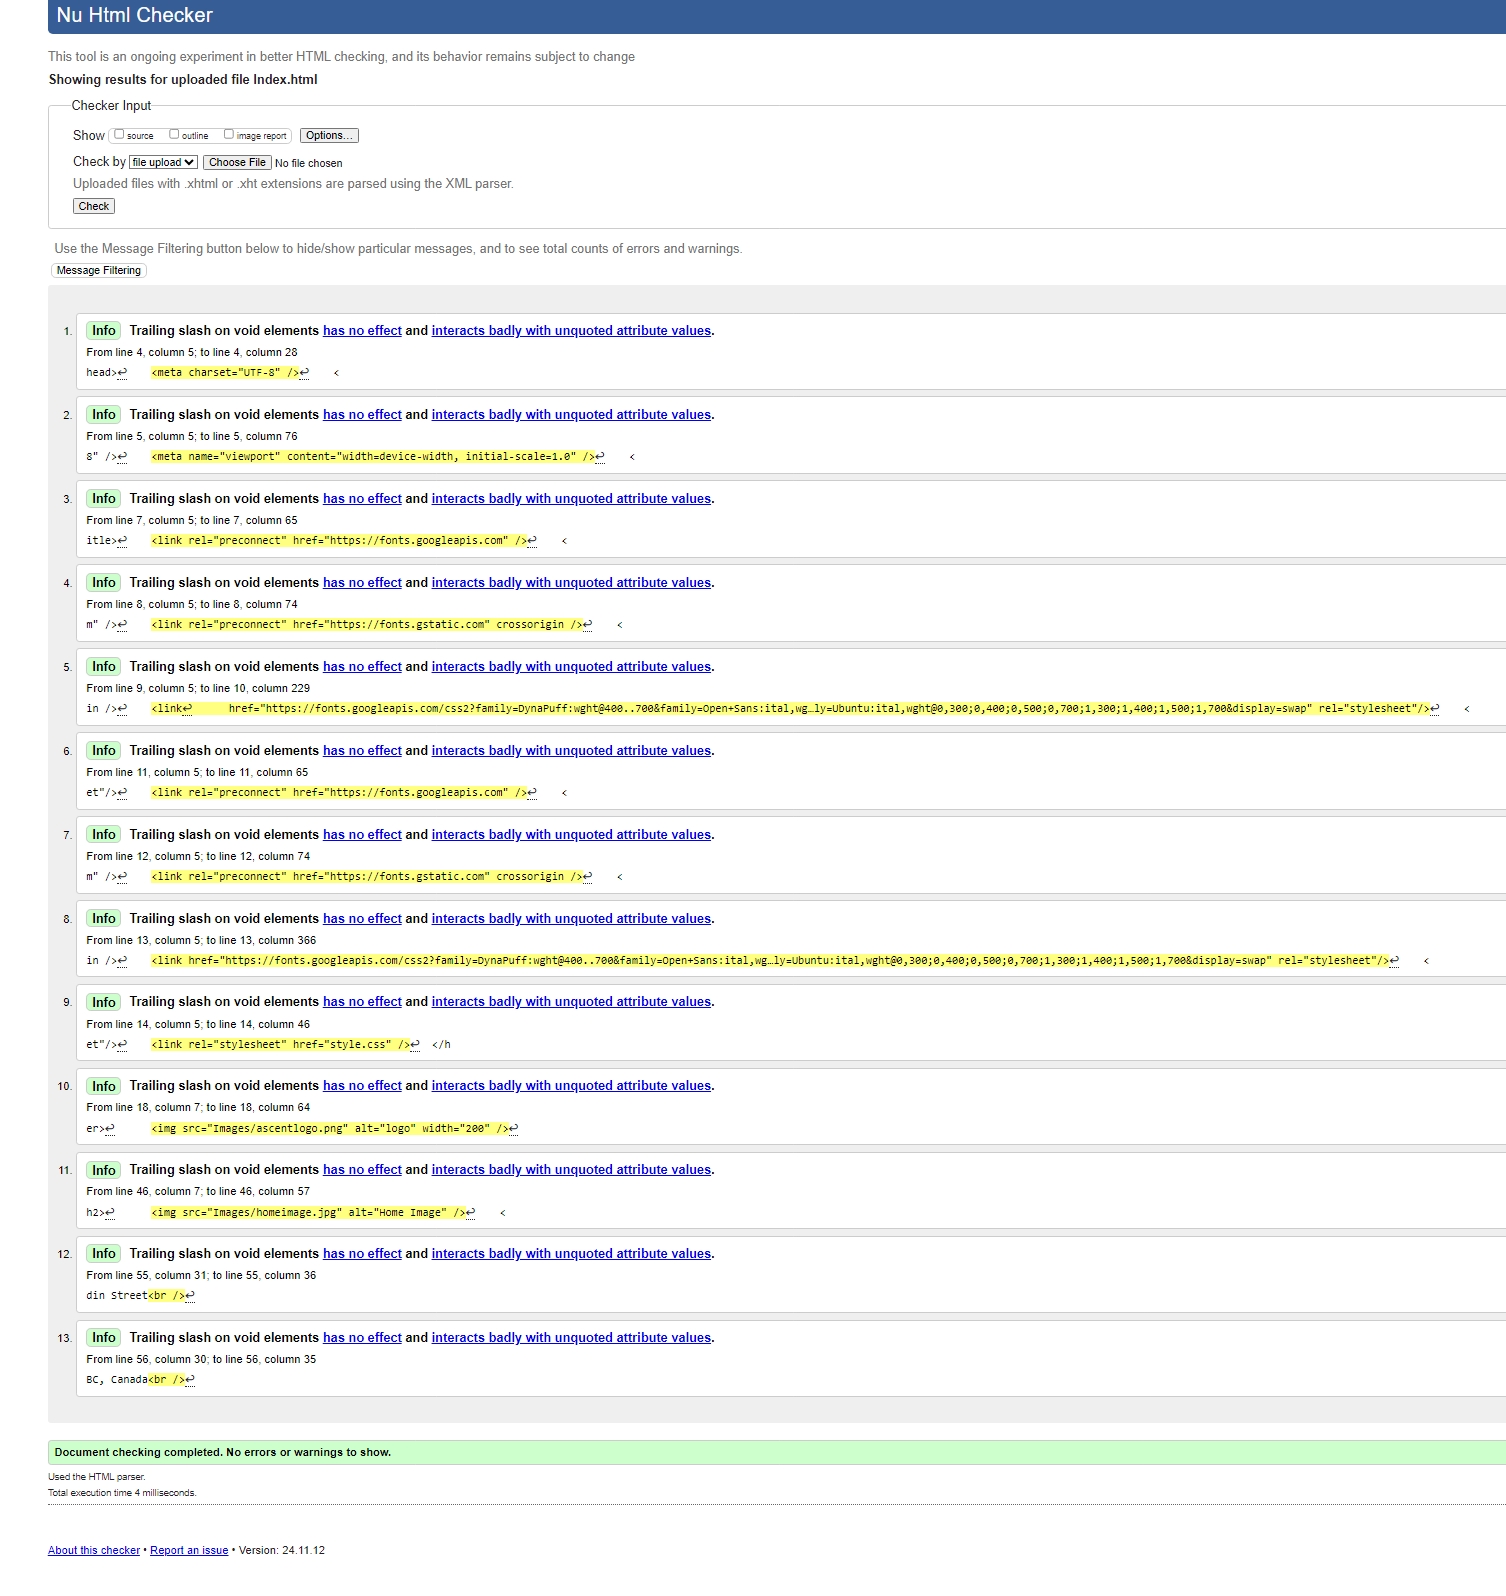 Nu Html Checker
This tool is an ongoing experiment in better HTML checking, and its behavior remains subject to change
Showing results for uploaded file Index.html
Checker Input
Show source outline image report Options...
Check by file upload Choose File No file chosen
Uploaded files with .xhtml or .xht extensions are parsed using the XML parser.
Check
Use the Message Filtering button below to hide/show particular messages, and to see total counts of errors and warnings.
Message Filtering
1. Info Trailing slash on void elements has no effect and interacts badly with unquoted attribute values.
From line 4, column 5; to line 4, column 28
head>↩ <meta charset="UTF-8" />↩ <
2. Info Trailing slash on void elements has no effect and interacts badly with unquoted attribute values.
From line 5, column 5; to line 5, column 76
8" />↩ <meta name="viewport" content="width=device-width, initial-scale=1.0" />↩ <
3. Info Trailing slash on void elements has no effect and interacts badly with unquoted attribute values.
From line 7, column 5; to line 7, column 65
itle>↩ <link rel="preconnect" href="https://fonts.googleapis.com" />↩ <
4. Info Trailing slash on void elements has no effect and interacts badly with unquoted attribute values.
From line 8, column 5; to line 8, column 74
m" />↩ <link rel="preconnect" href="https://fonts.gstatic.com" crossorigin />↩ <
5. Info Trailing slash on void elements has no effect and interacts badly with unquoted attribute values.
From line 9, column 5; to line 10, column 229
in />↩ <link↩ href="https://fonts.googleapis.com/css2?family=DynaPuff:wght@400..700&family=Open+Sans:ital,wg…ly=Ubuntu:ital,wght@0,300;0,400;0,500;0,700;1,300;1,400;1,500;1,700&display=swap" rel="stylesheet"/>↩ <
6. Info Trailing slash on void elements has no effect and interacts badly with unquoted attribute values.
From line 11, column 5; to line 11, column 65
et"/>↩ <link rel="preconnect" href="https://fonts.googleapis.com" />↩ <
7. Info Trailing slash on void elements has no effect and interacts badly with unquoted attribute values.
From line 12, column 5; to line 12, column 74
m" />↩ <link rel="preconnect" href="https://fonts.gstatic.com" crossorigin />↩ <
8. Info Trailing slash on void elements has no effect and interacts badly with unquoted attribute values.
From line 13, column 5; to line 13, column 366
in />↩ <link href="https://fonts.googleapis.com/css2?family=DynaPuff:wght@400..700&family=Open+Sans:ital,wg…ly=Ubuntu:ital,wght@0,300;0,400;0,500;0,700;1,300;1,400;1,500;1,700&display=swap" rel="stylesheet"/>↩ <
9. Info Trailing slash on void elements has no effect and interacts badly with unquoted attribute values.
From line 14, column 5; to line 14, column 46
et"/>↩ <link rel="stylesheet" href="style.css" />↩ </h
10. Info Trailing slash on void elements has no effect and interacts badly with unquoted attribute values.
From line 18, column 7; to line 18, column 64
er>↩ <img src="Images/ascentlogo.png" alt="logo" width="200" />↩
11. Info Trailing slash on void elements has no effect and interacts badly with unquoted attribute values.
From line 46, column 7; to line 46, column 57
h2>↩ <img src="Images/homeimage.jpg" alt="Home Image" />↩ <
12. Info Trailing slash on void elements has no effect and interacts badly with unquoted attribute values.
From line 55, column 31; to line 55, column 36
din Street<br />↩
13. Info Trailing slash on void elements has no effect and interacts badly with unquoted attribute values.
From line 56, column 30; to line 56, column 35
BC, Canada<br />↩
Document checking completed. No errors or warnings to show.
Used the HTML parser.
Total execution time 4 milliseconds.
About this checker • Report an issue • Version: 24.11.12